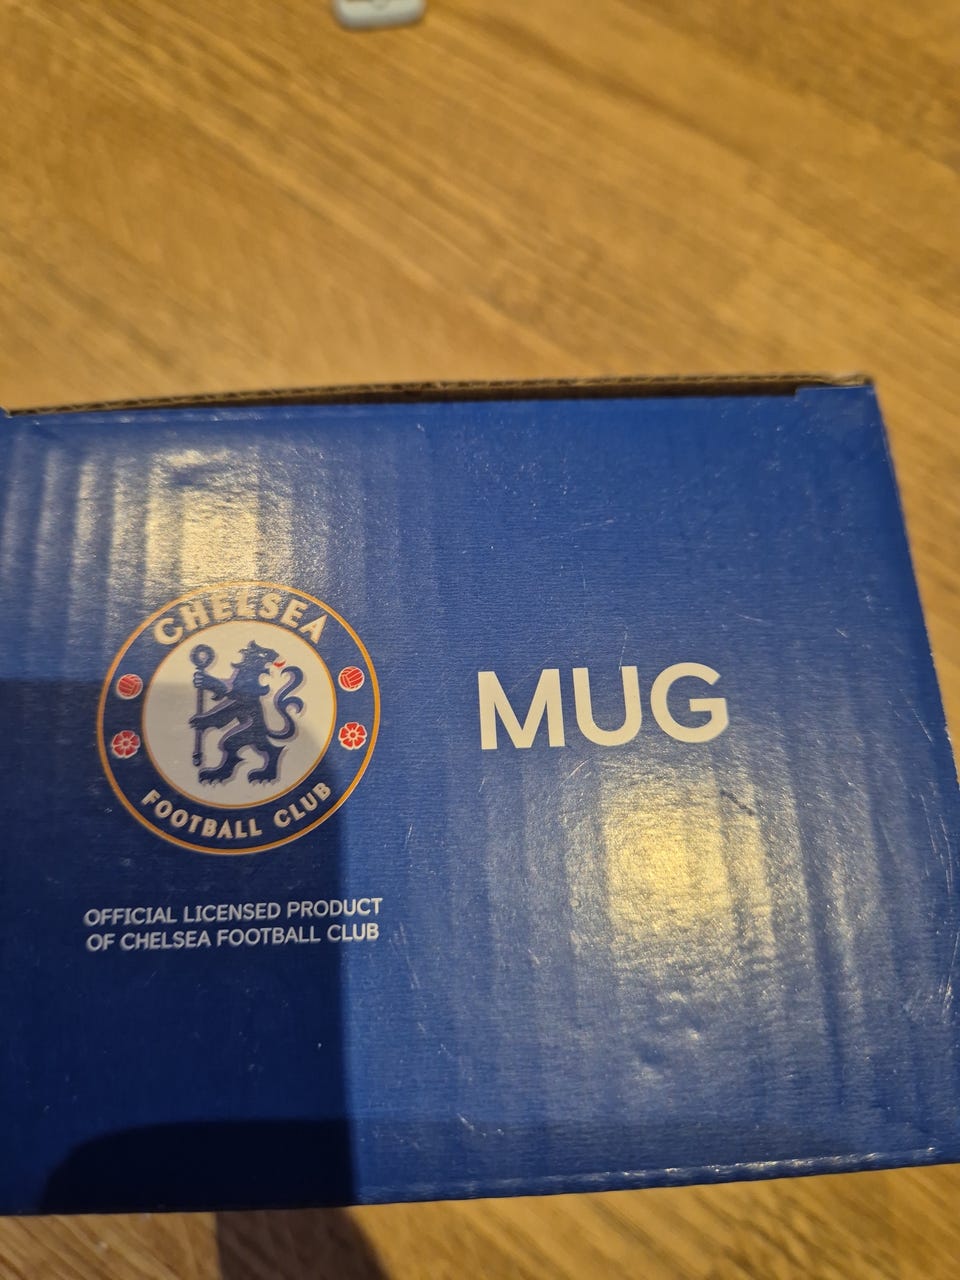 CHELSEA
FOOTBALL CLUB
MUG
OFFICIAL LICENSED PRODUCT
OF CHELSEA FOOTBALL CLUB